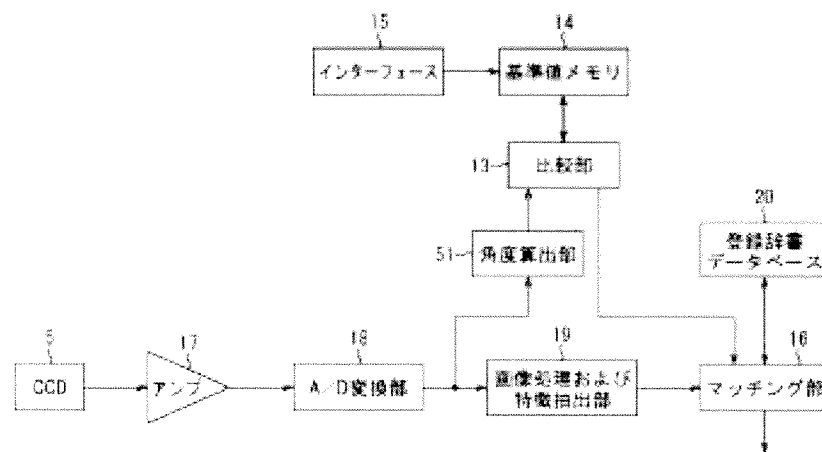 15
14
インターフェース
基準値メモリ
13
比較部
20
登録辞書
データベース
51
角度算出部
17
18
19
16
CCD
アンプ
A/D変換部
画像処理および
特徴抽出部
マッチング部